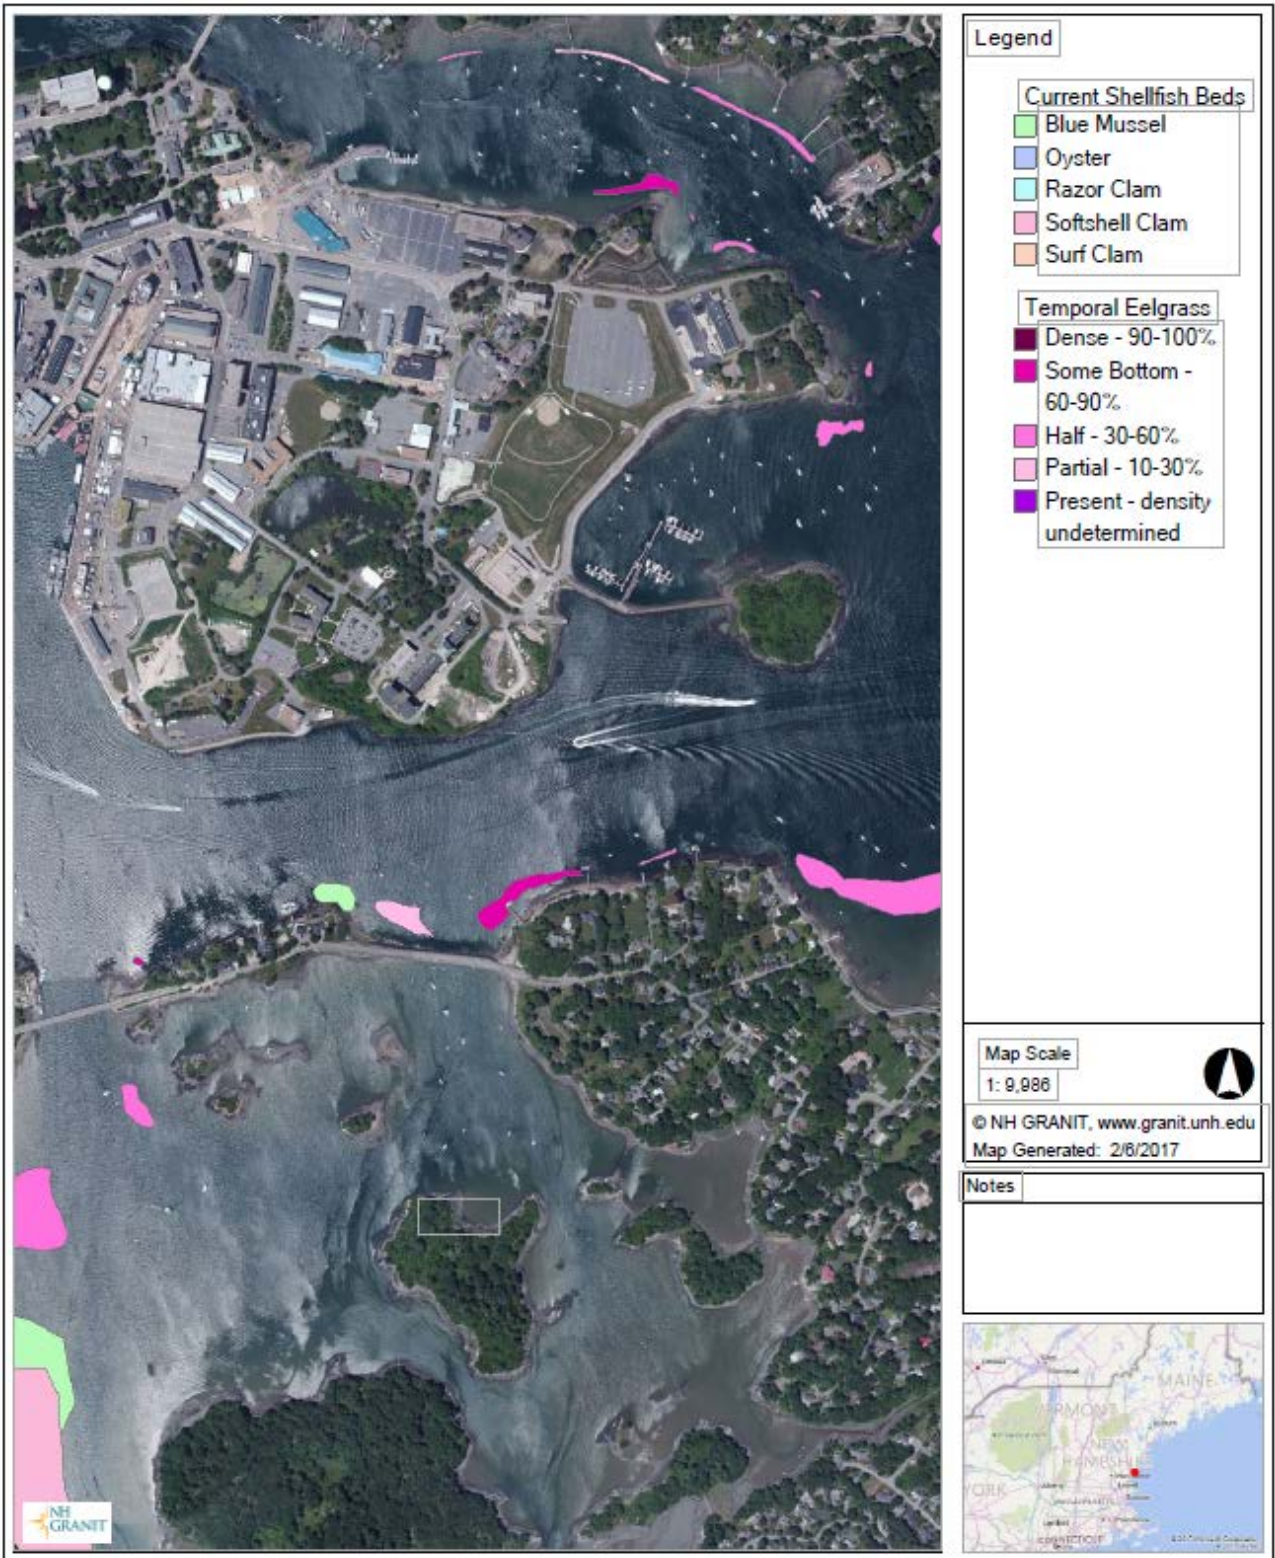 Legend
Current Shellfish Beds
Blue Mussel
Oyster
Razor Clam
Softshell Clam
Surf Clam
Temporal Eelgrass
Dense - 90-100%
Some Bottom -
60-90%
Half - 30-60%
Partial - 10-30%
Present - density
undetermined
Map Scale
1: 9,986
© NH GRANIT, www.granit.unh.edu
Map Generated: 2/6/2017
Notes
MAINE
VERMONT
NEW
HAMPSHIRE
YORK
NH
GRANIT